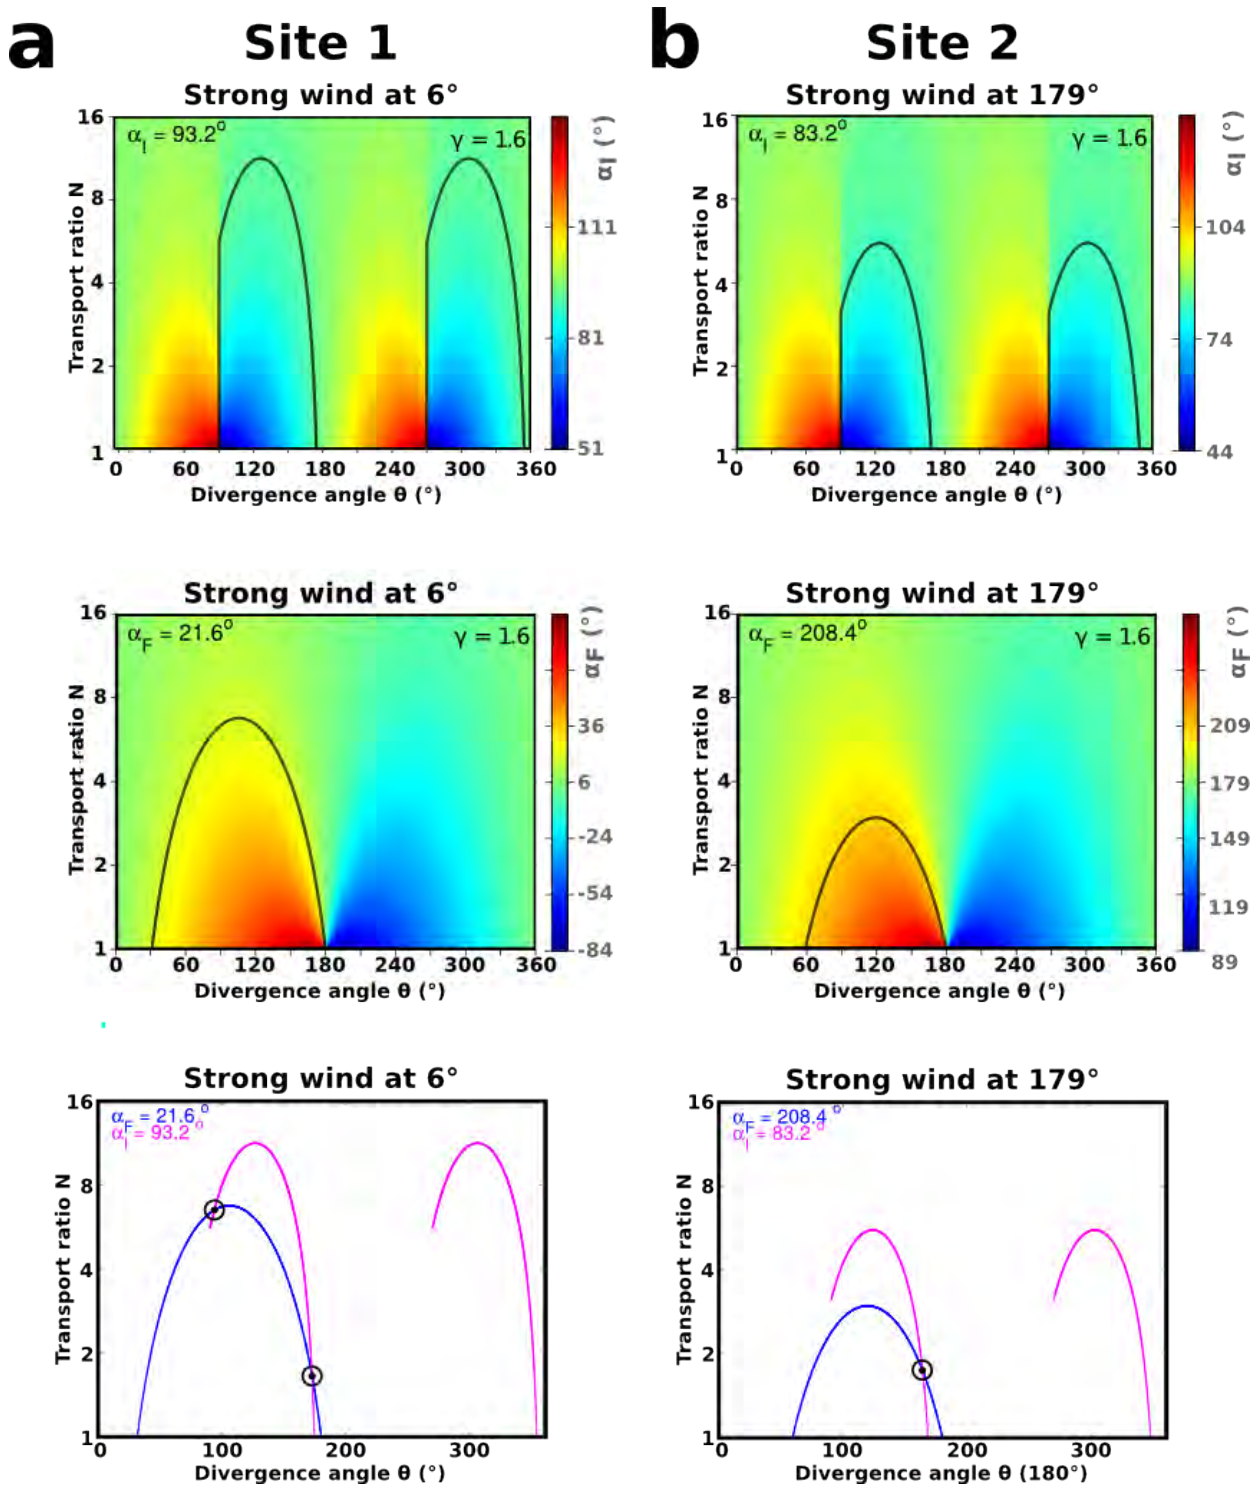 a
Site 1
Strong wind at 6°
αI = 93.2°
γ = 1.6
αI (°)
Transport ratio N
16
8
4
2
1
111
81
51
0 60 120 180 240 300 360
Divergence angle θ (°)
b
Site 2
Strong wind at 179°
αI = 83.2°
γ = 1.6
αI (°)
Transport ratio N
16
8
4
2
1
104
74
44
0 60 120 180 240 300 360
Divergence angle θ (°)
Strong wind at 6°
αF = 21.6°
γ = 1.6
αF (°)
Transport ratio N
16
8
4
2
1
36
6
-24
-54
-84
0 60 120 180 240 300 360
Divergence angle θ (°)
Strong wind at 179°
αF = 208.4°
γ = 1.6
αF (°)
Transport ratio N
16
8
4
2
1
209
179
149
119
89
0 60 120 180 240 300 360
Divergence angle θ (°)
Strong wind at 6°
αF = 21.6°
αI = 93.2°
Transport ratio N
16
8
4
2
1
0 100 200 300
Divergence angle θ (°)
Strong wind at 179°
αF = 208.4°
αI = 83.2°
Transport ratio N
16
8
4
2
1
0 100 200 300
Divergence angle θ (180°)